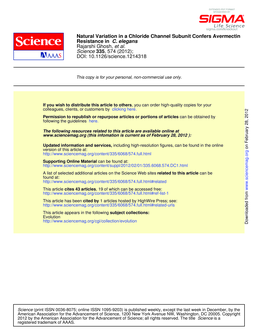 SIGMA
Life Science
Science
AAAS
Natural Variation in a Chloride Channel Subunit Confers Avermectin
Resistance in C. elegans
Rajarshi Ghosh, et al.
Science 335, 574 (2012);
DOI: 10.1126/science.1214318
This copy is for your personal, non-commercial use only.
If you wish to distribute this article to others, you can order high-quality copies for your
colleagues, clients, or customers by clicking here.
Permission to republish or repurpose articles or portions of articles can be obtained by
following the guidelines here.
The following resources related to this article are available online at
www.sciencemag.org (this information is current as of February 28, 2012 ):
Updated information and services, including high-resolution figures, can be found in the online
version of this article at:
http://www.sciencemag.org/content/335/6068/574.full.html
Supporting Online Material can be found at:
http://www.sciencemag.org/content/suppl/2012/02/01/335.6068.574.DC1.html
A list of selected additional articles on the Science Web sites related to this article can be
found at:
http://www.sciencemag.org/content/335/6068/574.full.html#related
This article cites 43 articles, 18 of which can be accessed free:
http://www.sciencemag.org/content/335/6068/574.full.html#ref-list-1
This article has been cited by 1 articles hosted by HighWire Press; see:
http://www.sciencemag.org/content/335/6068/574.full.html#related-urls
This article appears in the following subject collections:
Evolution
http://www.sciencemag.org/cgi/collection/evolution
Science (print ISSN 0036-8075; online ISSN 1095-9203) is published weekly, except the last week in December, by the
American Association for the Advancement of Science, 1200 New York Avenue NW, Washington, DC 20005. Copyright
2012 by the American Association for the Advancement of Science; all rights reserved. The title Science is a
registered trademark of AAAS.